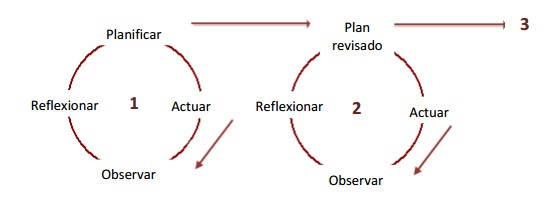 Planificar
Reflexionar
1
Actuar
Observar
Plan
revisado
Reflexionar
2
Actuar
Observar
3